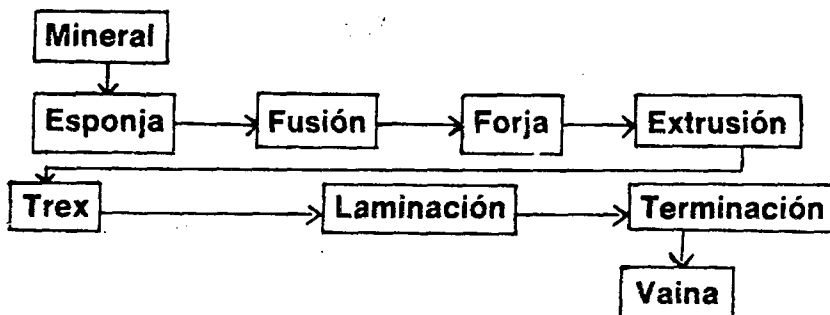 Mineral
Esponja Fusión Forja Extrusión
Trex Laminación Terminación
Vaina